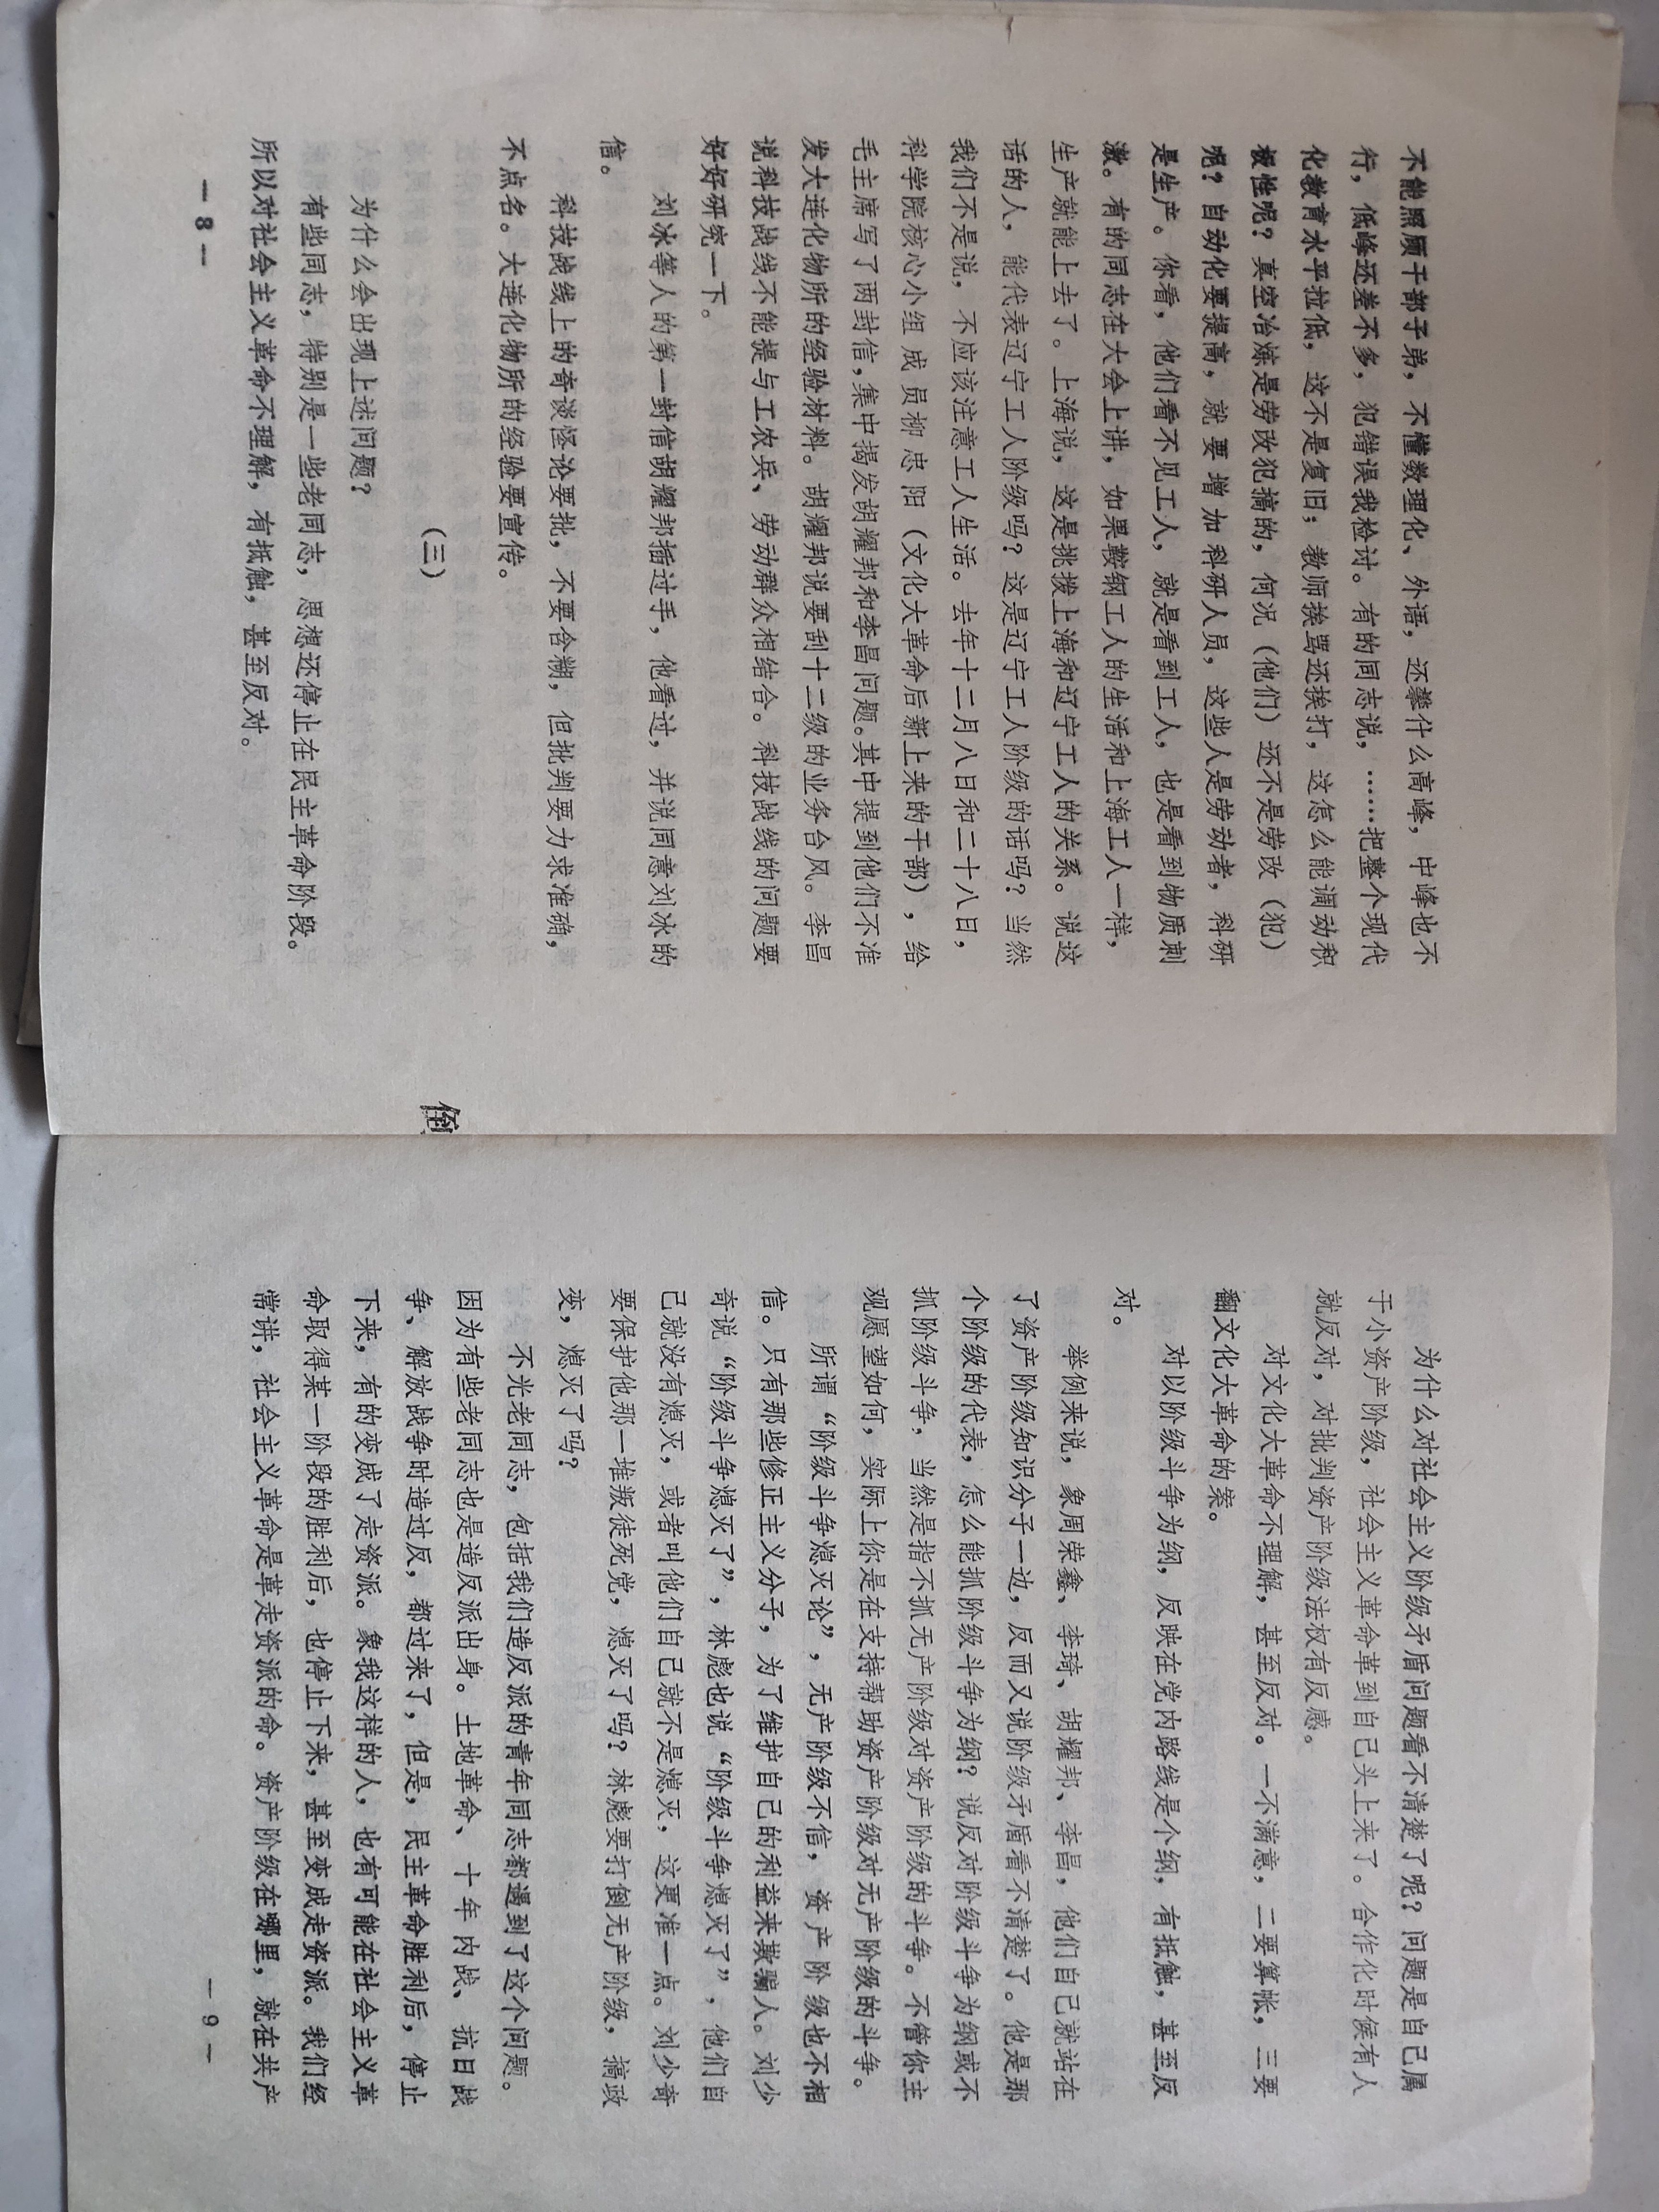 不能照顾干部子弟，不懂数理化、外语，还攀什么高峰，中峰也不
行，低峰还差不多，犯错误我检讨。有的同志说，……把整个现代
化教育水平拉低，这不是复旧；教师挨骂还挨打，这怎么能调动积
极性呢？真空冶炼是劳改犯搞的，何况（他们）还不是劳改（犯）
呢？自动化要提高，就要增加科研人员，这些人是劳动者，科研
是生产。你看，他们看不见工人，就是看到工人，也是看到物质刺
激。有的同志在大会上讲，如果鞍钢工人的生活和上海工人一样，
生产就能上去了。上海说，这是挑拨上海和辽宁工人的关系。说这
话的人，能代表辽宁工人阶级吗？这是辽宁工人阶级的话吗？当然
我们不是说，不应该注意工人生活。去年十二月八日和二十八日，
科学院核心小组成员柳忠阳（文化大革命后新上来的干部），给
毛主席写了两封信，集中揭发胡耀邦和李昌问题。其中提到他们不准
发大连化物所的经验材料。胡耀邦说要刮十二级的业务台风。李昌
说科技战线不能提与工农兵、劳动群众相结合。科技战线的问题要
好好研究一下。
刘冰等人的第一封信胡耀邦插过手，他看过，并说同意刘冰的
信。
科技战线上的奇谈怪论要批，不要含糊，但批判要力求准确，
不点名。大连化物所的经验要宣传。
（三）
为什么会出现上述问题？
有些同志，特别是一些老同志，思想还停止在民主革命阶段。
所以对社会主义革命不理解，有抵触，甚至反对。
— 8 —
倒
为什么对社会主义阶级矛盾问题看不清楚了呢？问题是自己属
于小资产阶级，社会主义革命革到自己头上来了。合作化时候有人
就反对，对批判资产阶级法权有反感。
对文化大革命不理解，甚至反对。一不满意，二要算帐，三要
翻文化大革命的案。
对以阶级斗争为纲，反映在党内路线是个纲，有抵触，甚至反
对。
举例来说，象周荣鑫、李琦、胡耀邦、李昌，他们自己就站在
了资产阶级知识分子一边，反而又说阶级矛盾看不清楚了。他是那
个阶级的代表，怎么能抓阶级斗争为纲？说反对阶级斗争为纲或不
抓阶级斗争，当然是指不抓无产阶级对资产阶级的斗争。不管你主
观愿望如何，实际上你是在支持帮助资产阶级对无产阶级的斗争。
所谓“阶级斗争熄灭论”，无产阶级不信，资产阶级也不相
信。只有那些修正主义分子，为了维护自己的利益来欺骗人。刘少
奇说“阶级斗争熄灭了”，林彪也说“阶级斗争熄灭了”，他们自
己就没有熄灭，或者叫他们自己就不是熄灭，这更准一点。刘少奇
要保护他那一堆叛徒死党，熄灭了吗？林彪要打倒无产阶级，搞政
变，熄灭了吗？
不光老同志，包括我们造反派的青年同志都遇到了这个问题。
因为有些老同志也是造反派出身。土地革命、十年内战、抗日战
争、解放战争时造过反，都过来了，但是，民主革命胜利后，停止
下来，有的变成了走资派。象我这样的人，也有可能在社会主义革
命取得某一阶段的胜利后，也停止下来，甚至变成走资派。我们经
常讲，社会主义革命是革走资派的命。资产阶级在哪里，就在共产
— 9 —